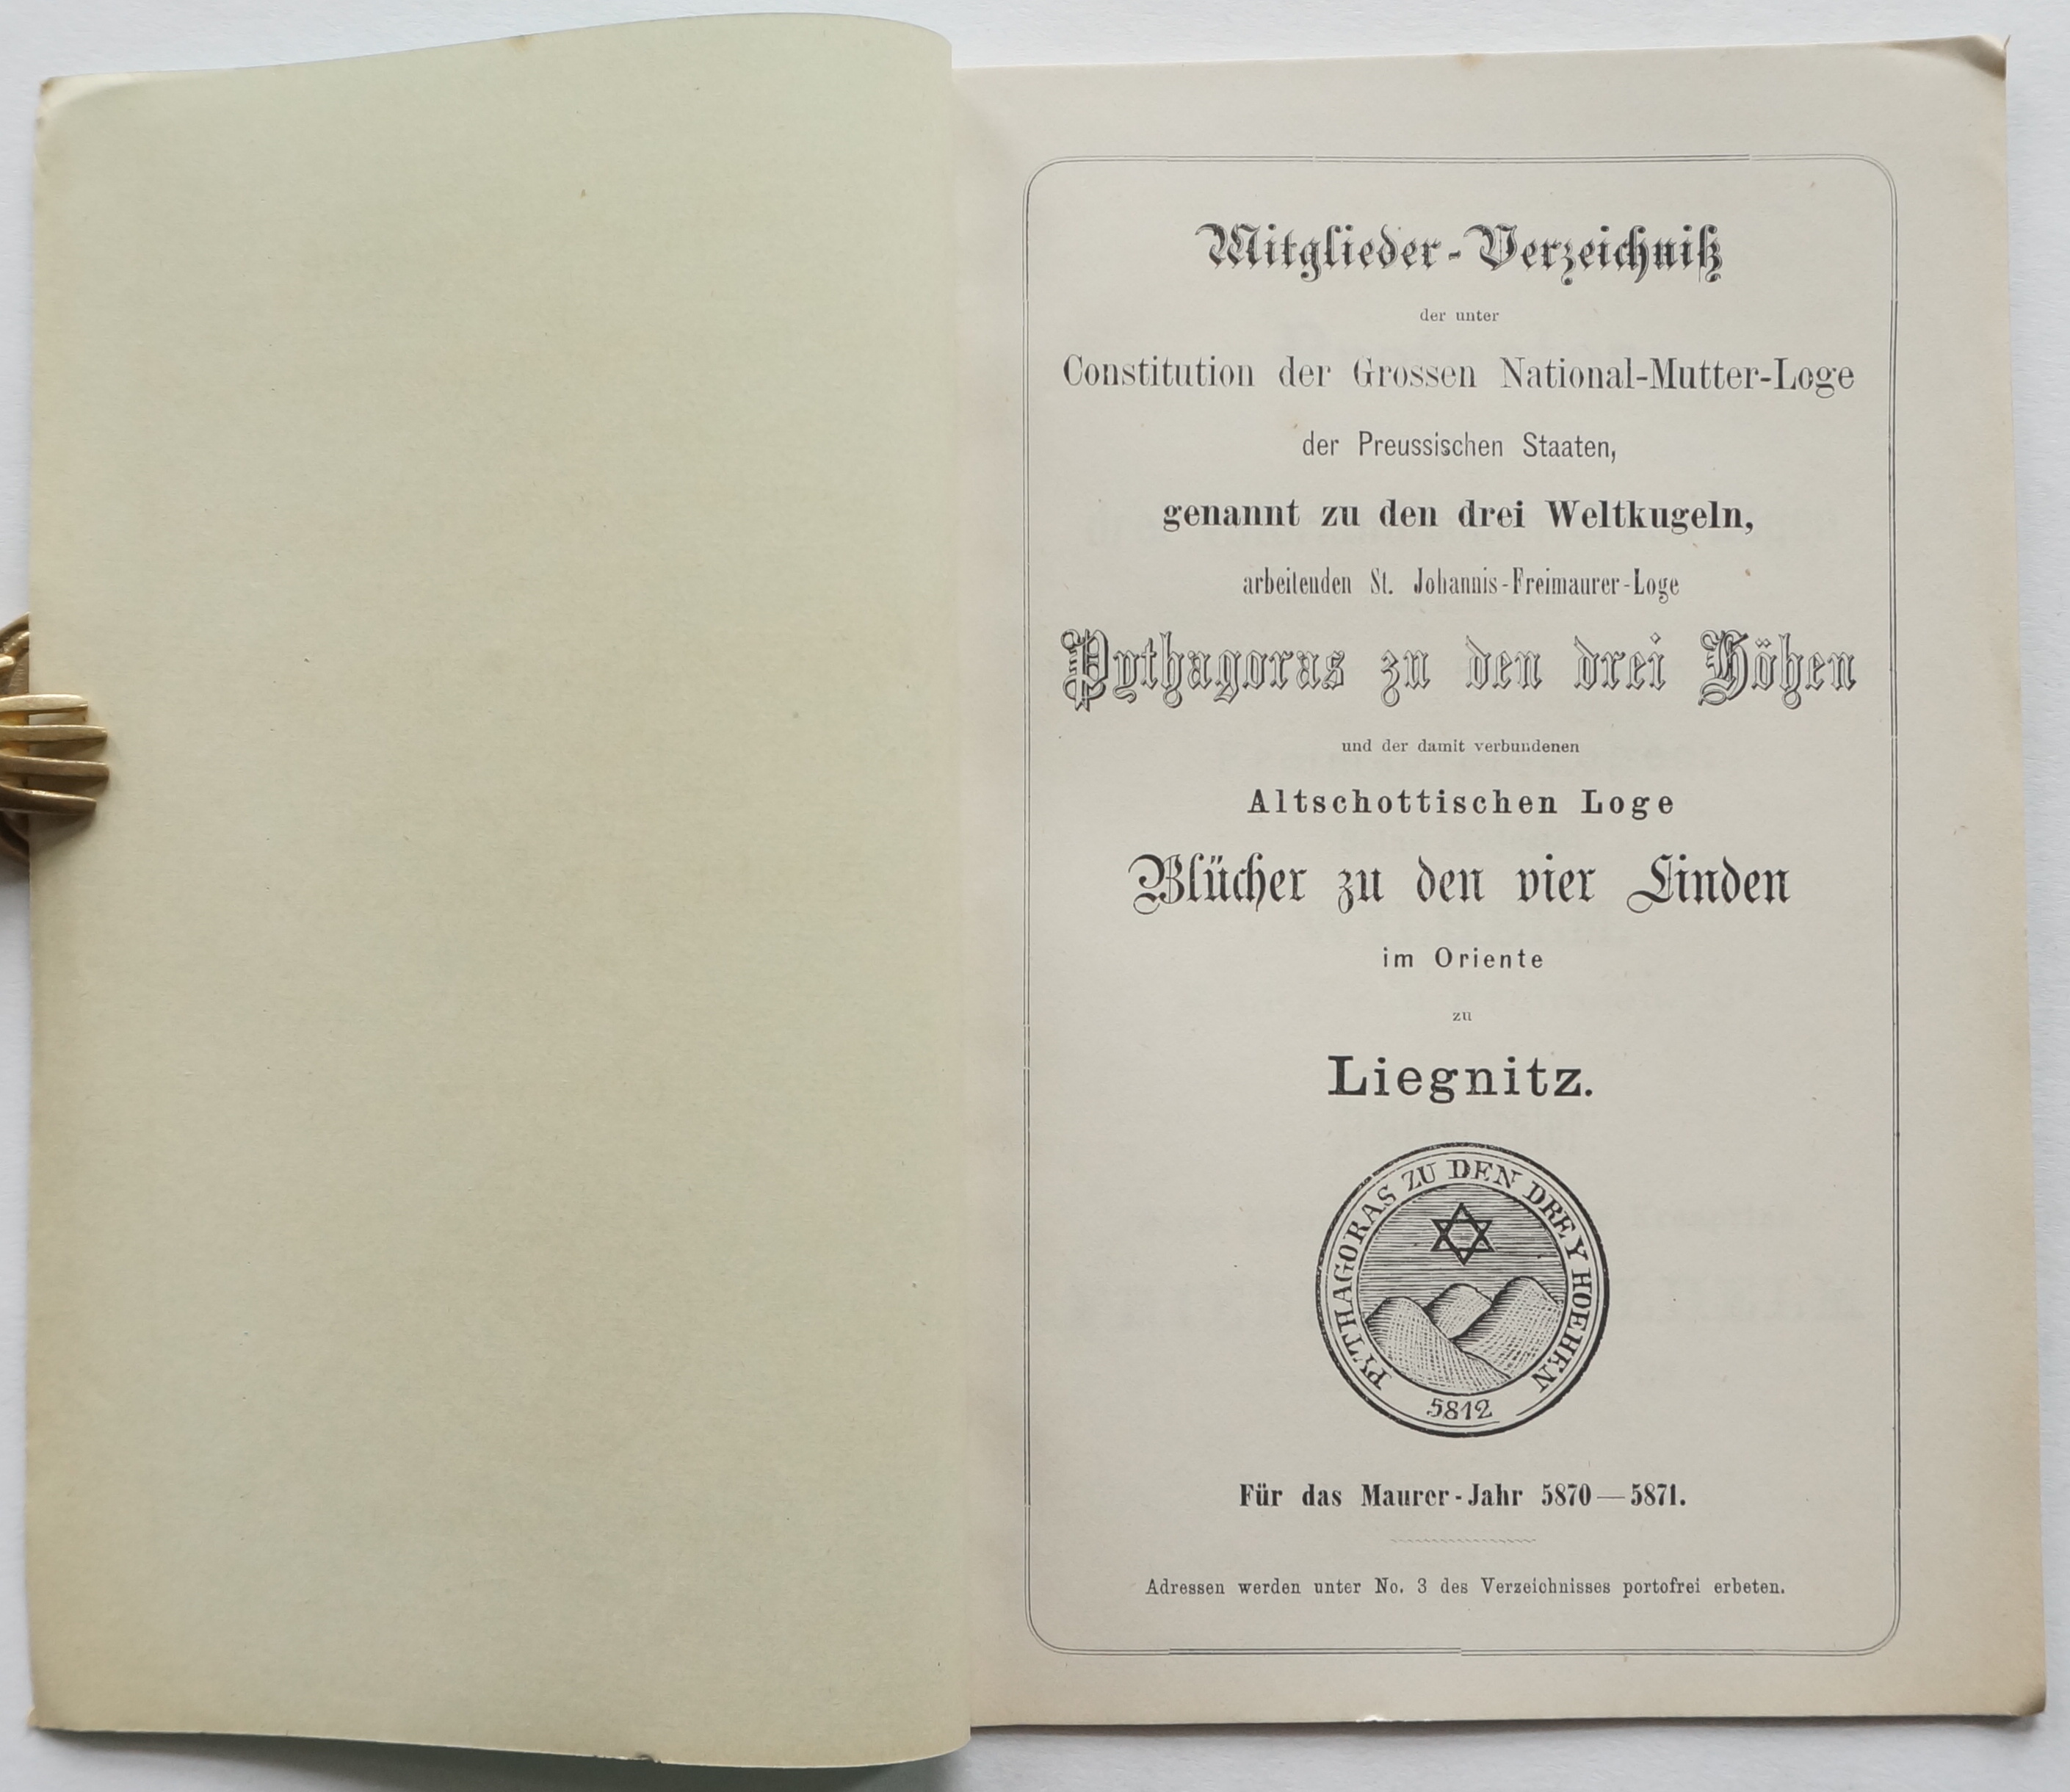 Mitglieder-Verzeichniß
der unter
Constitution der Grossen National-Mutter-Loge
der Preussischen Staaten,
genannt zu den drei Weltkugeln,
arbeitenden St. Johannis-Freimaurer-Loge
Pythagoras zu den drei Höhen
und der damit verbundenen
Altschottischen Loge
Blücher zu den vier Linden
im Oriente
zu
Liegnitz.
PYTHAGORAS ZU DEN DREY HOEHEN
5812
Für das Maurer-Jahr 5870—5871.
Adressen werden unter No. 3 des Verzeichnisses portofrei erbeten.